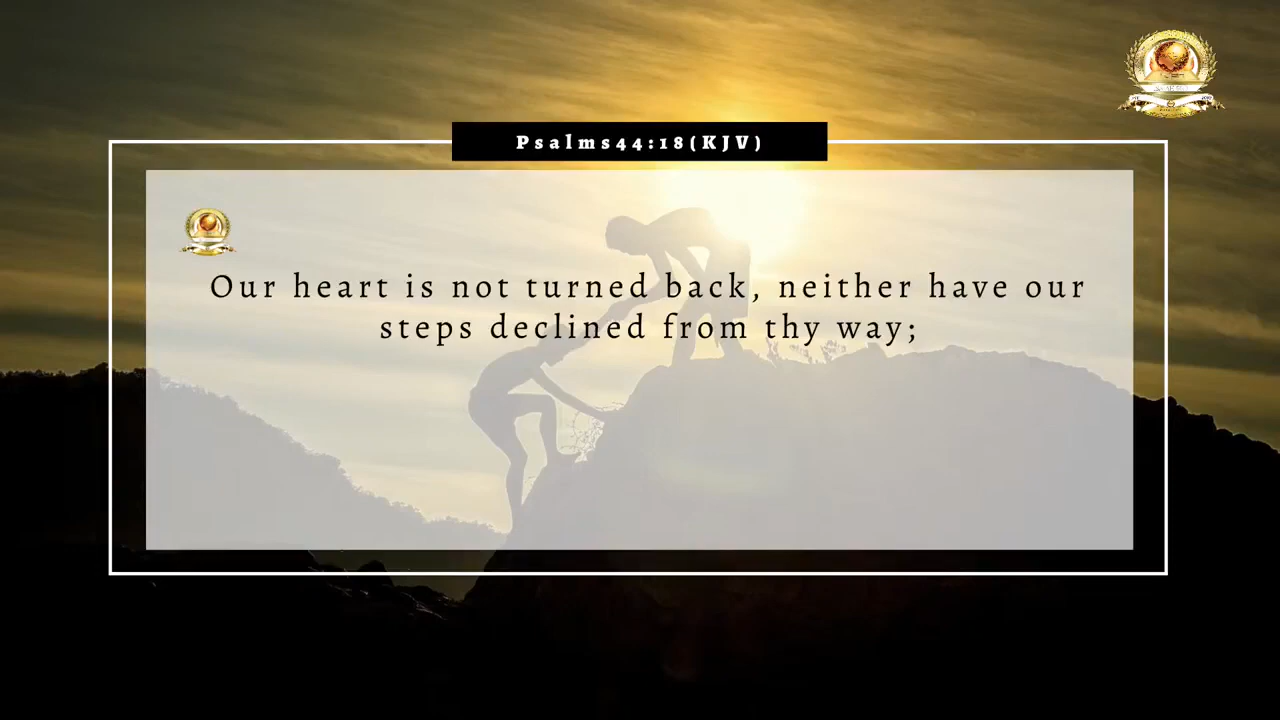 Psalms44:18(KJV)
Our heart is not turned back, neither have our
steps declined from thy way;